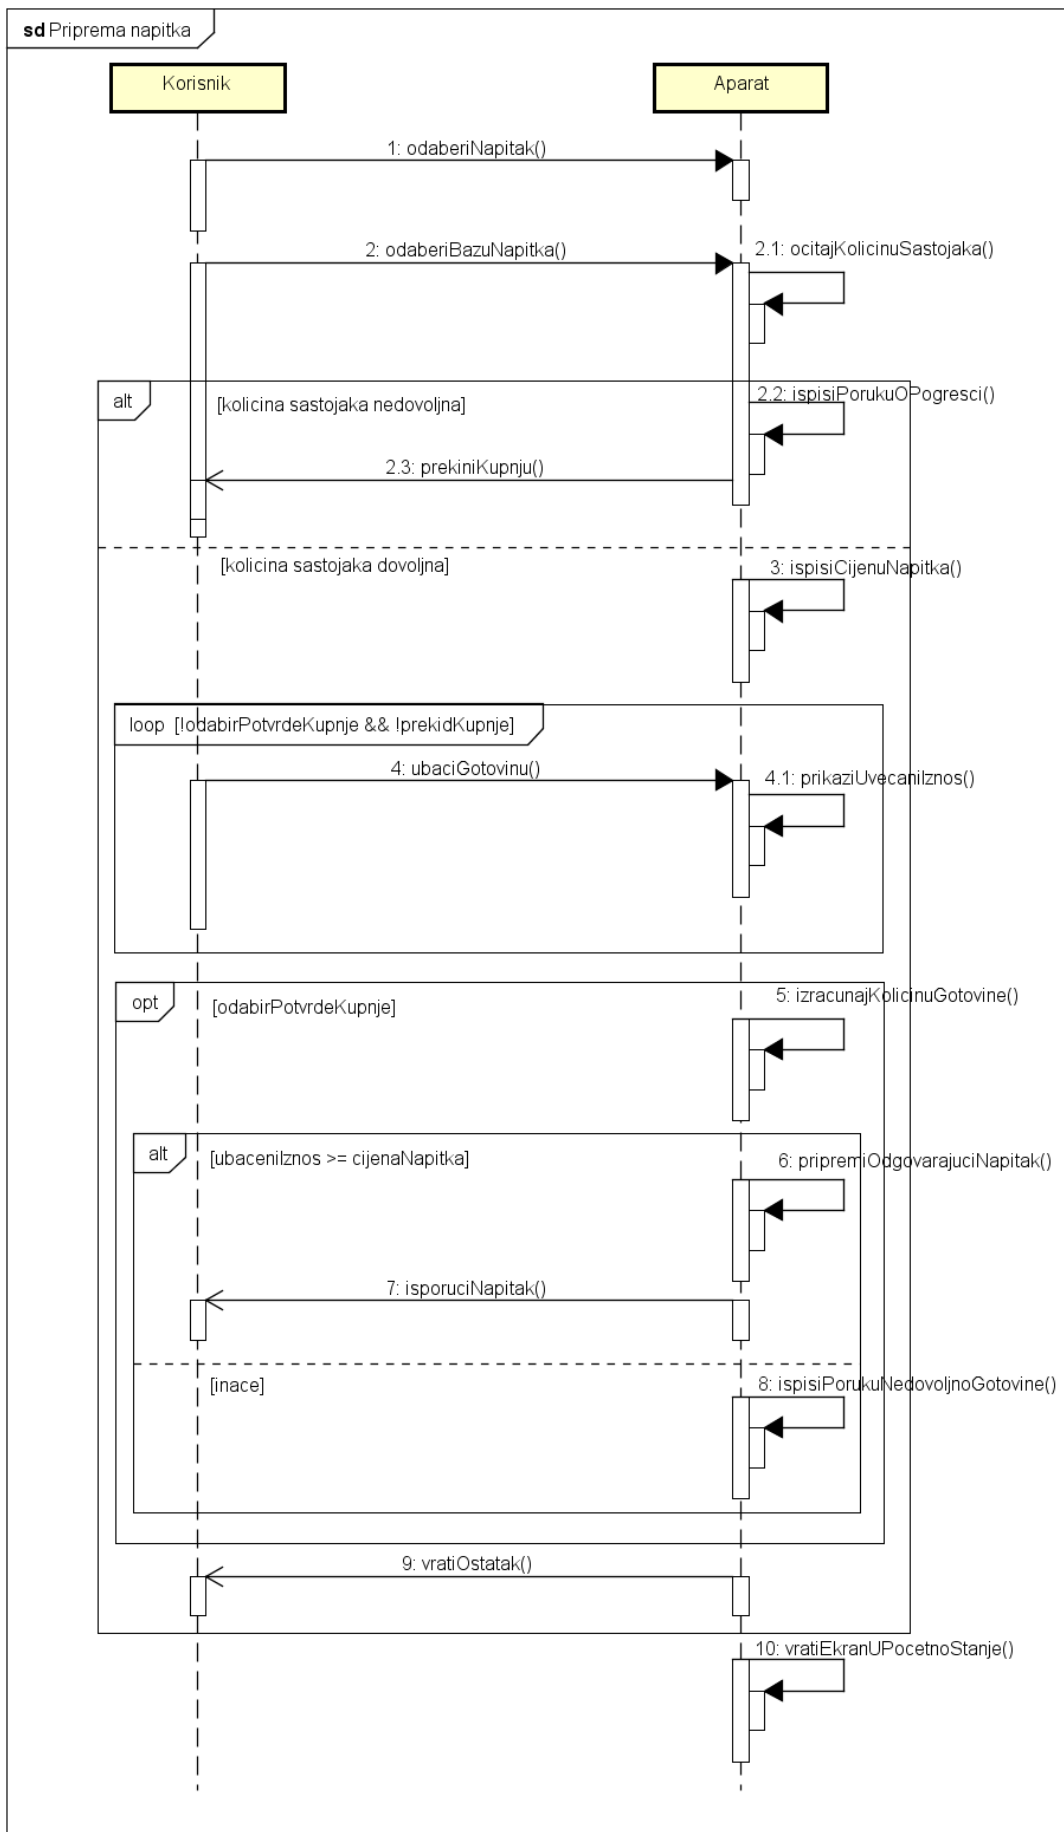 sd Priprema napitka
Korisnik
Aparat
1: odaberiNapitak()
2: odaberiBazuNapitka()
2.1: ocitajKolicinuSastojaka()
alt
[kolicina sastojaka nedovoljna]
2.2: ispisiPorukuOPogresci()
2.3: prekiniKupnju()
[kolicina sastojaka dovoljna]
3: ispisiCijenuNapitka()
loop [!odabirPotvrdeKupnje && !prekidKupnje]
4: ubaciGotovinu()
4.1: prikaziUvecaniIznos()
opt
[odabirPotvrdeKupnje]
5: izracunajKolicinuGotovine()
alt
[ubaceniIznos >= cijenaNapitka]
6: pripremiOdgovarajuciNapitak()
7: isporuciNapitak()
[inace]
8: ispisiPorukuNedovoljnoGotovine()
9: vratiOstatak()
10: vratiEkranUPocetnoStanje()